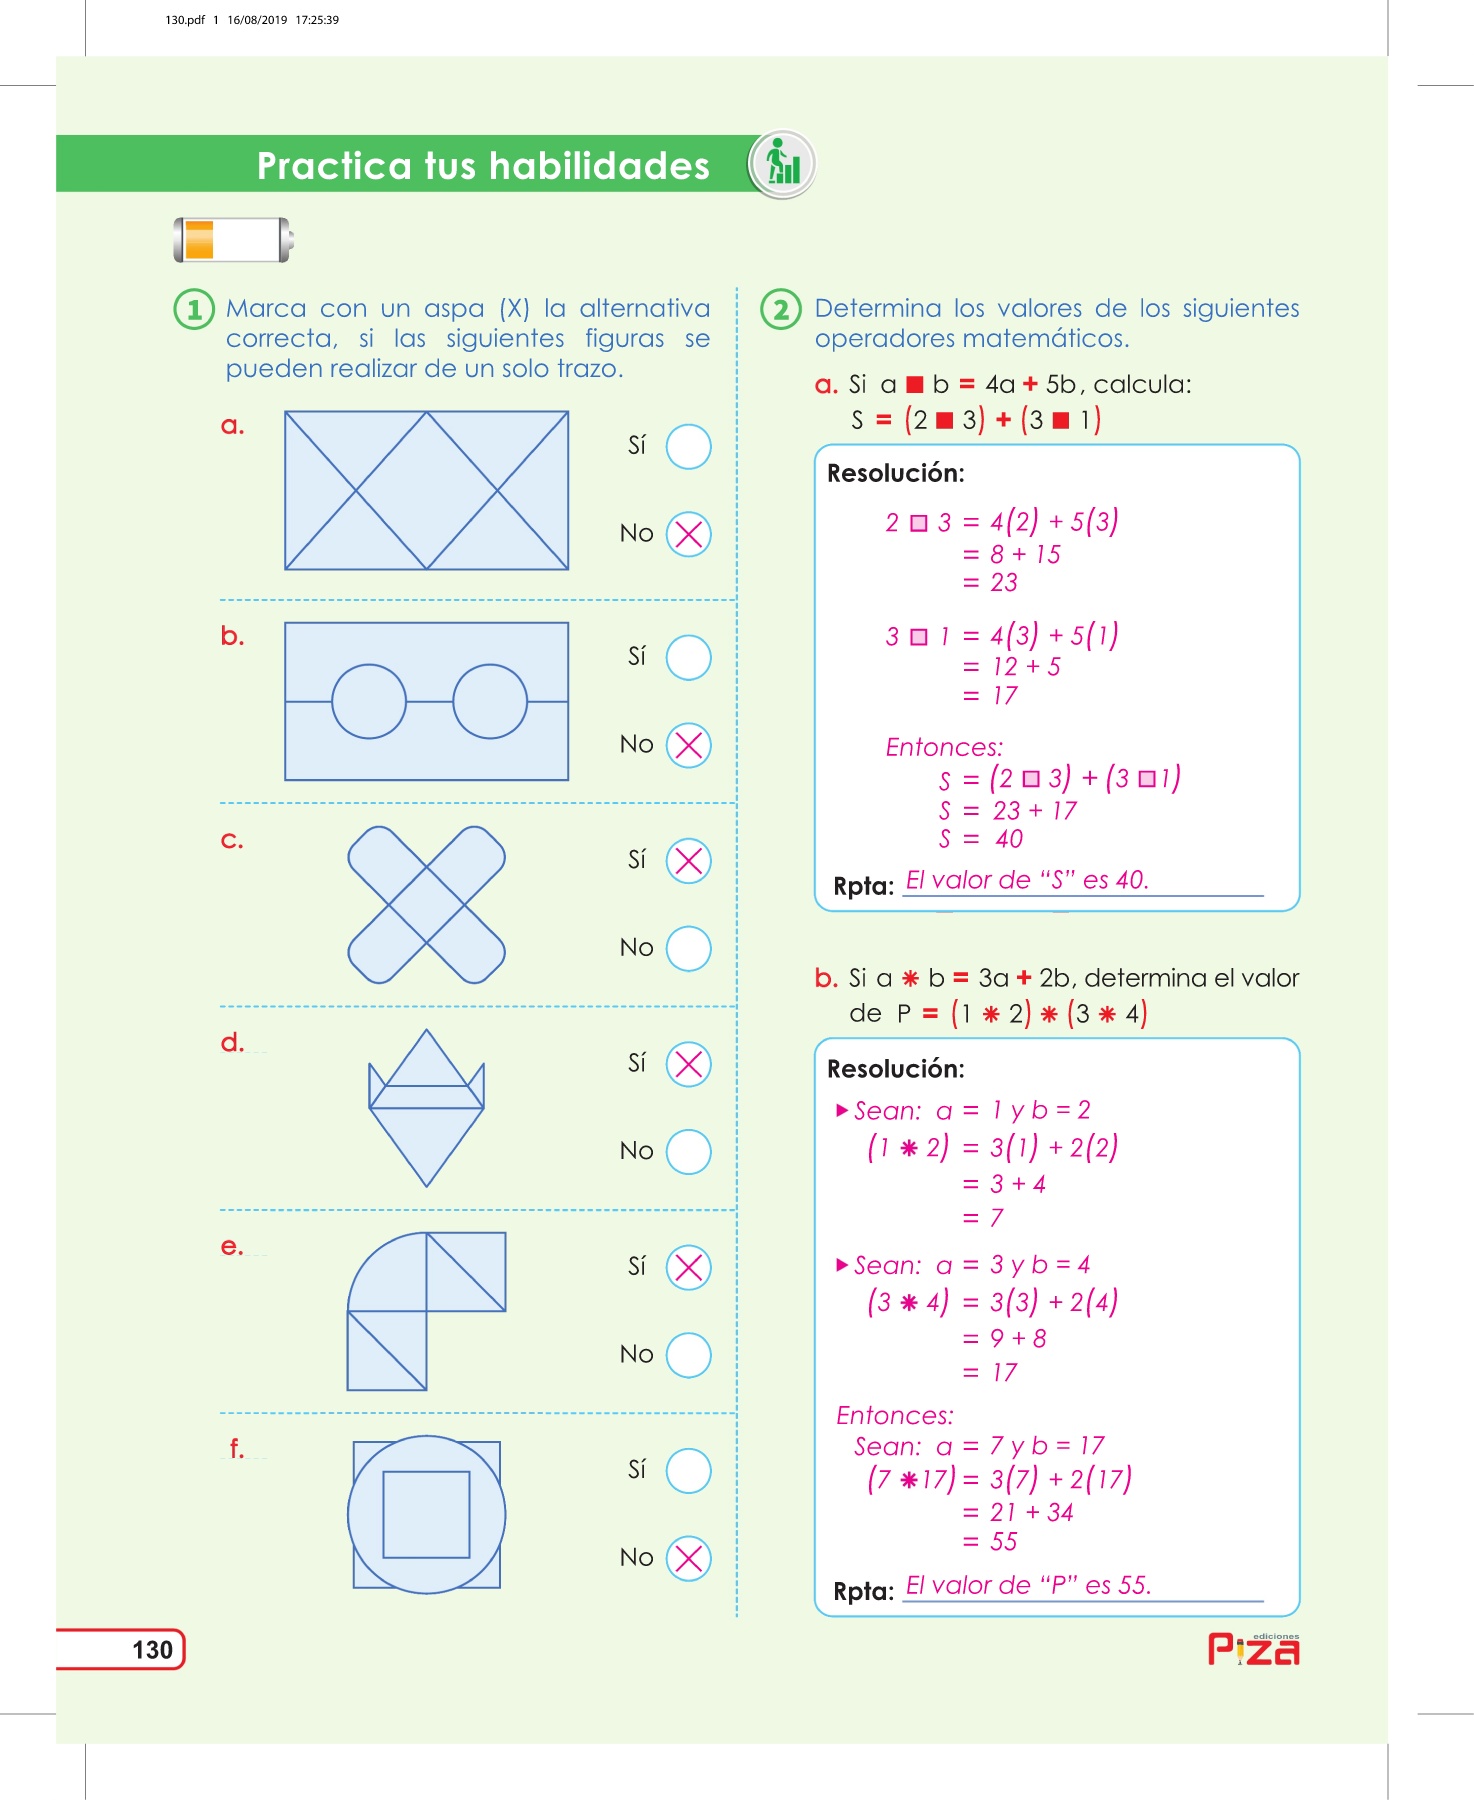 130.pdf 1 16/08/2019 17:25:39
Practica tus habilidades
1 Marca con un aspa (X) la alternativa
correcta, si las siguientes figuras se
pueden realizar de un solo trazo.
a.
Sí
No X
b.
Sí
No X
c.
Sí X
No
d.
Sí X
No
e.
Sí X
No
f.
Sí
No X
2 Determina los valores de los siguientes
operadores matemáticos.
a. Si a ■ b = 4a + 5b, calcula:
S = (2 ■ 3) + (3 ■ 1)
Resolución:
2 □ 3 = 4(2) + 5(3)
= 8 + 15
= 23
3 □ 1 = 4(3) + 5(1)
= 12 + 5
= 17
Entonces:
S = (2 □ 3) + (3 □ 1)
S = 23 + 17
S = 40
Rpta: El valor de “S” es 40.
b. Si a ✱ b = 3a + 2b, determina el valor
de P = (1 ✱ 2) ✱ (3 ✱ 4)
Resolución:
▶ Sean: a = 1 y b = 2
(1 ✱ 2) = 3(1) + 2(2)
= 3 + 4
= 7
▶ Sean: a = 3 y b = 4
(3 ✱ 4) = 3(3) + 2(4)
= 9 + 8
= 17
Entonces:
Sean: a = 7 y b = 17
(7 ✱ 17) = 3(7) + 2(17)
= 21 + 34
= 55
Rpta: El valor de “P” es 55.
130
ediciones
Piza